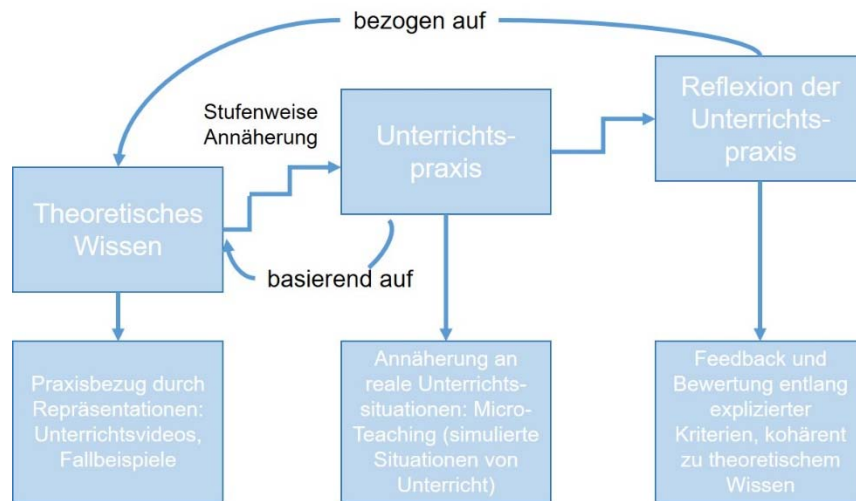 bezogen auf
Stufenweise
Annäherung
Theoretisches
Wissen
Unterrichts-
praxis
Reflexion der
Unterrichts-
praxis
basierend auf
Praxisbezug durch
Repräsentationen:
Unterrichtsvideos,
Fallbeispiele
Annäherung an
reale Unterrichts-
situationen: Micro-
Teaching (simulierte
Situationen von
Unterricht)
Feedback und
Bewertung entlang
explizierter
Kriterien, kohärent
zu theoretischem
Wissen